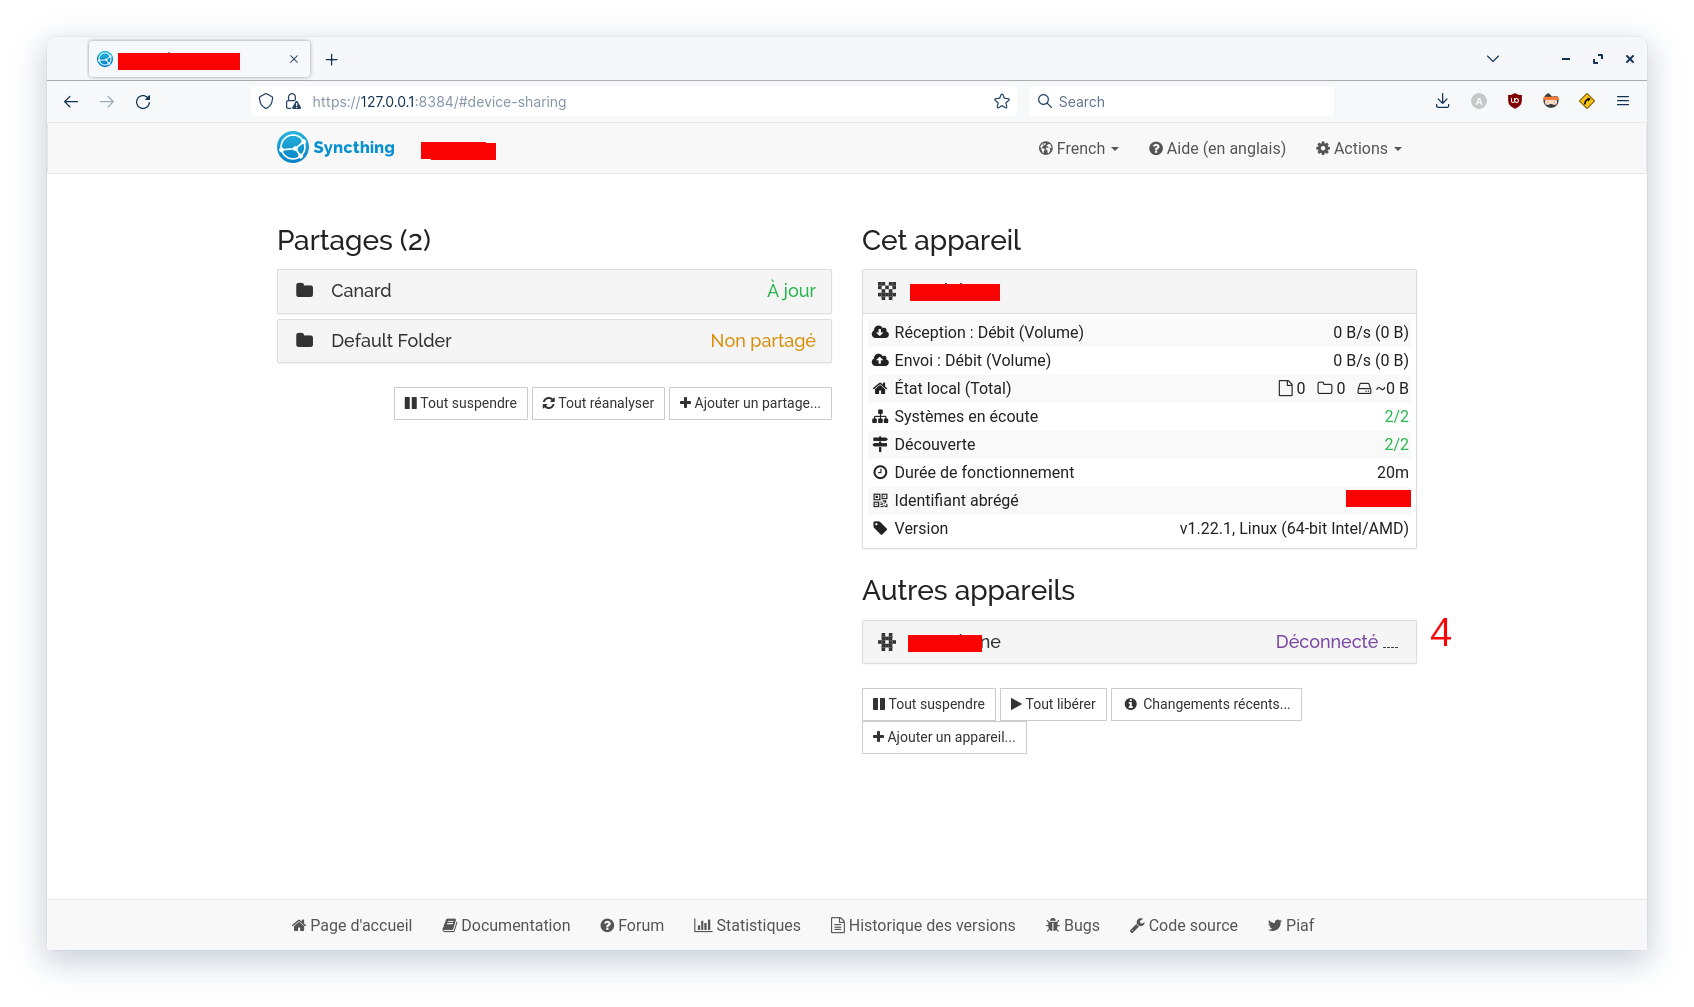 https://127.0.0.1:8384/#device-sharing
Search
Syncthing
French
Aide (en anglais)
Actions
Partages (2)
Canard
À jour
Default Folder
Non partagé
Tout suspendre
Tout réanalyser
Ajouter un partage...
Cet appareil
Réception : Débit (Volume)
0 B/s (0 B)
Envoi : Débit (Volume)
0 B/s (0 B)
État local (Total)
0 0 ~0 B
Systèmes en écoute
2/2
Découverte
2/2
Durée de fonctionnement
20m
Identifiant abrégé
Version
v1.22.1, Linux (64-bit Intel/AMD)
Autres appareils
Déconnecté
4
Tout suspendre
Tout libérer
Changements récents...
Ajouter un appareil...
Page d'accueil
Documentation
Forum
Statistiques
Historique des versions
Bugs
Code source
Piaf